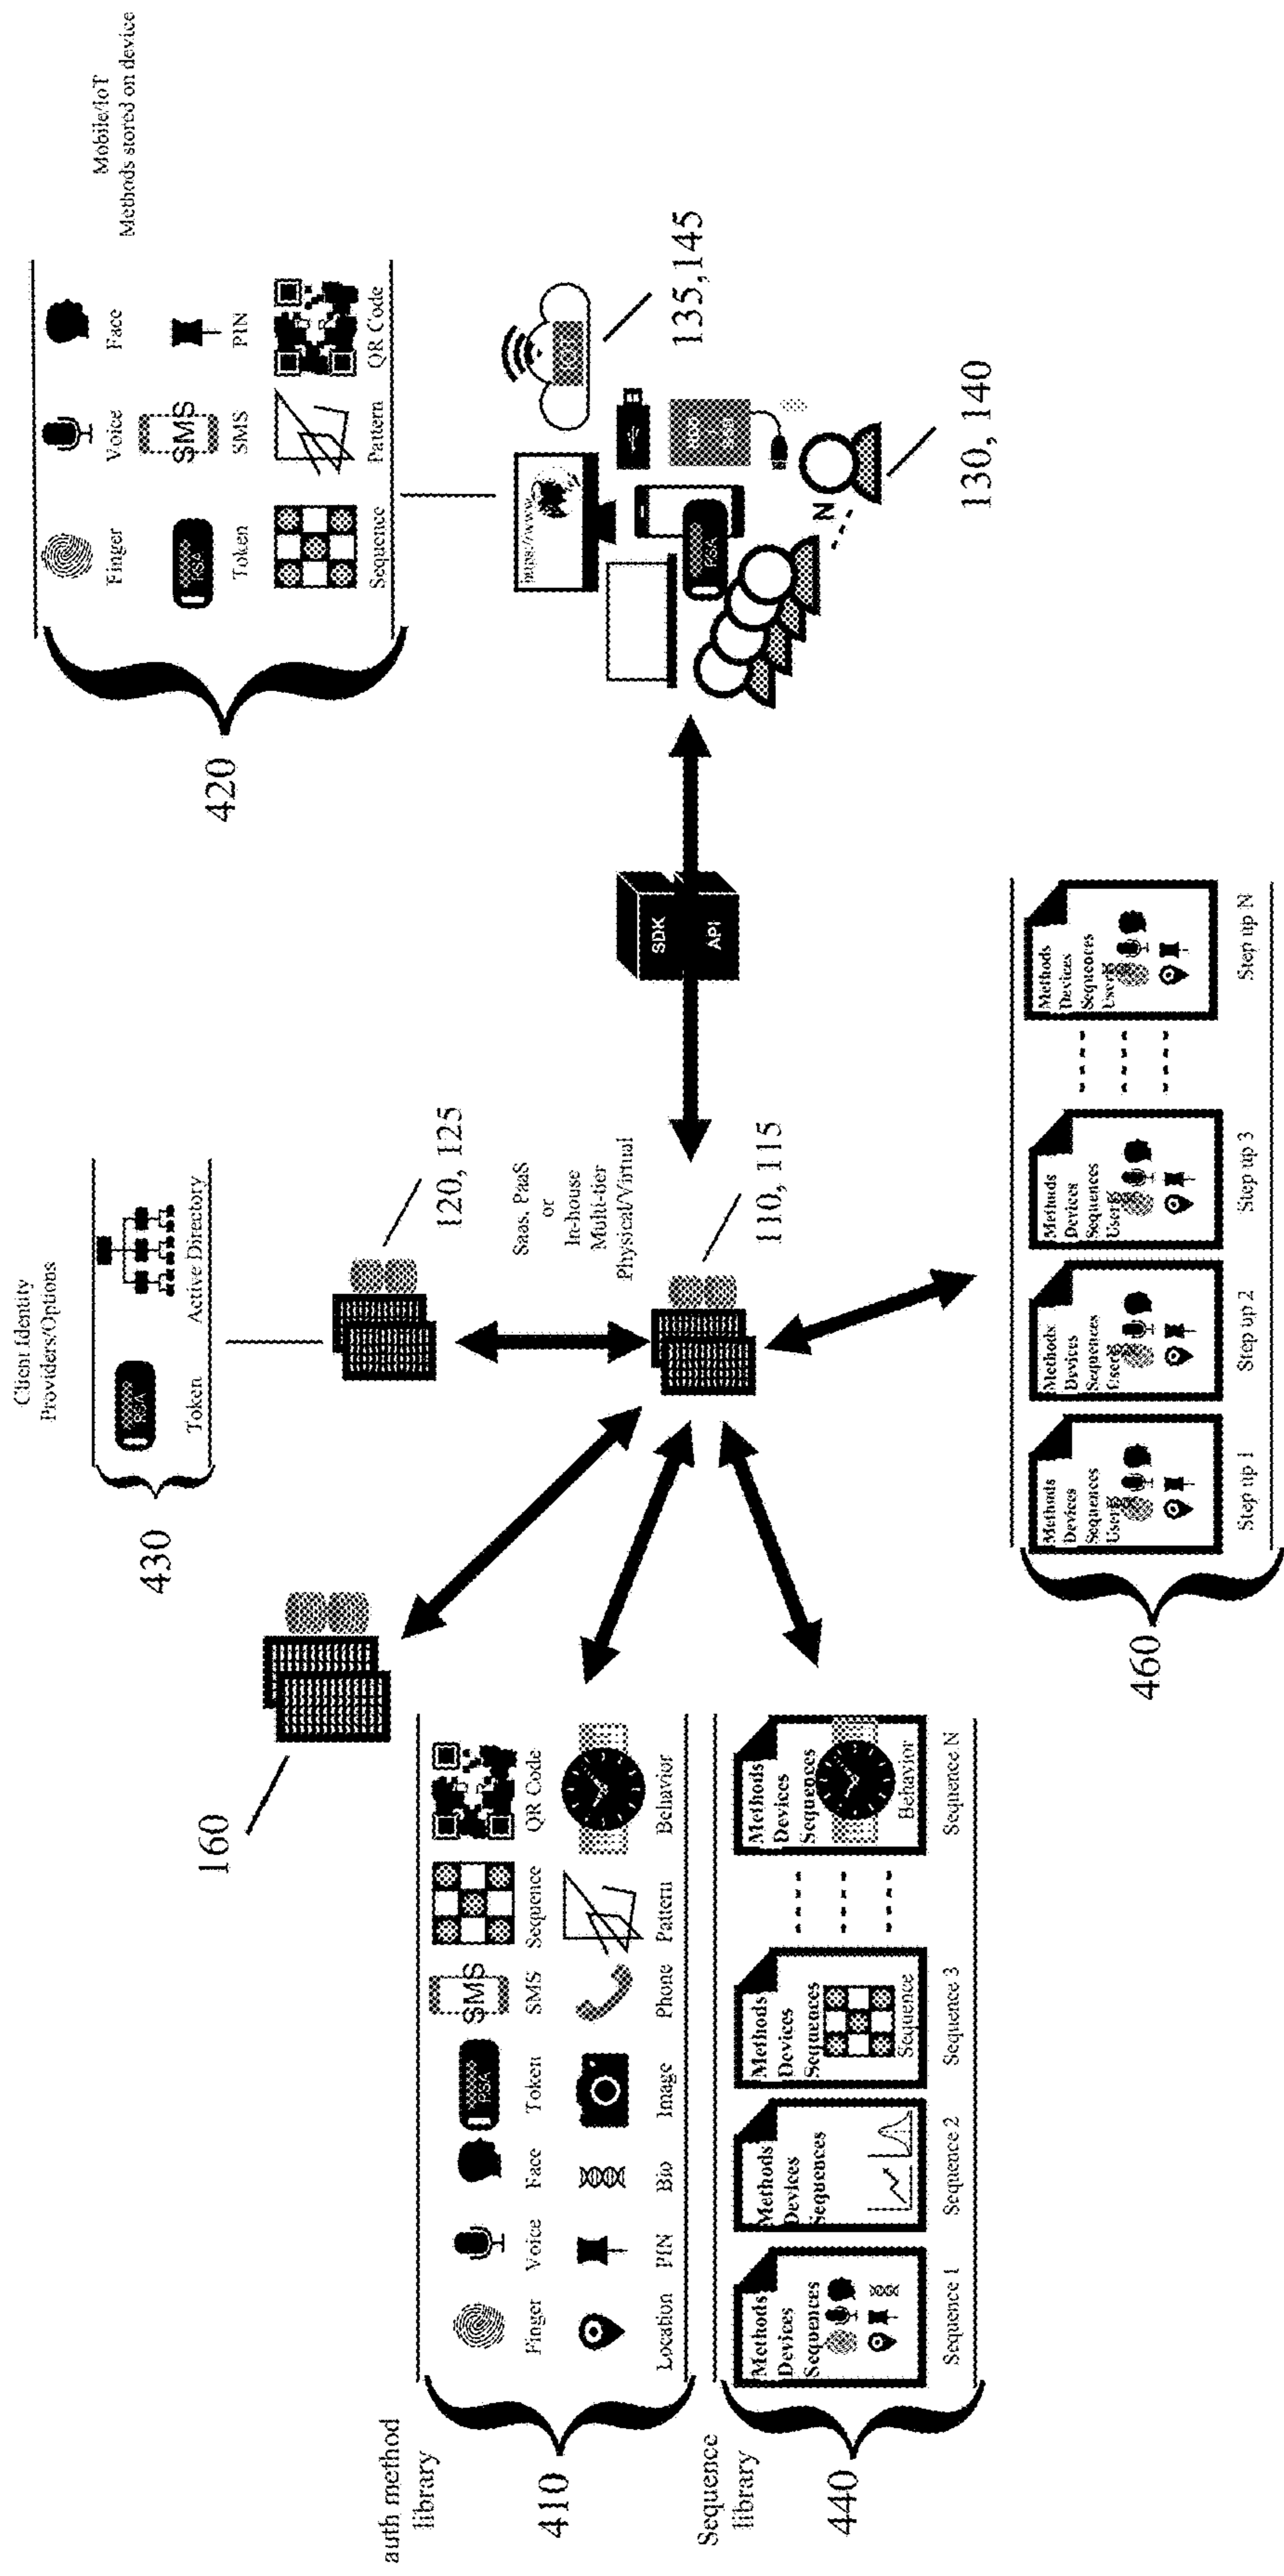 Client Identity
Providers/Options
Token
Active Directory
430
Mobile/IoT
Methods stored on device
Finger
Voice
Face
RSA
SMS
Token
SMS
PIN
Sequence
Pattern
QR Code
420
160
120, 125
Saas, PaaS
or
In-house
Multi-tier
Physical/Virtual
110, 115
SDK
API
https://www
RSA
N
135,145
130, 140
auth method
library
410
Finger
Voice
Face
RSA
Token
SMS
SMS
Sequence
QR Code
Location
PIN
Bio
Image
Phone
Pattern
Behavior
Sequence
library
440
Methods
Devices
Sequences
Sequence 1
Methods
Devices
Sequences
Sequence 2
Methods
Devices
Sequences
Sequence
Sequence 3
Methods
Devices
Sequences
Behavior
Sequence N
460
Methods
Devices
Sequences
Users
Step up 1
Methods
Devices
Sequences
Users
Step up 2
Methods
Devices
Sequences
Users
Step up 3
Methods
Devices
Sequences
Users
Step up N